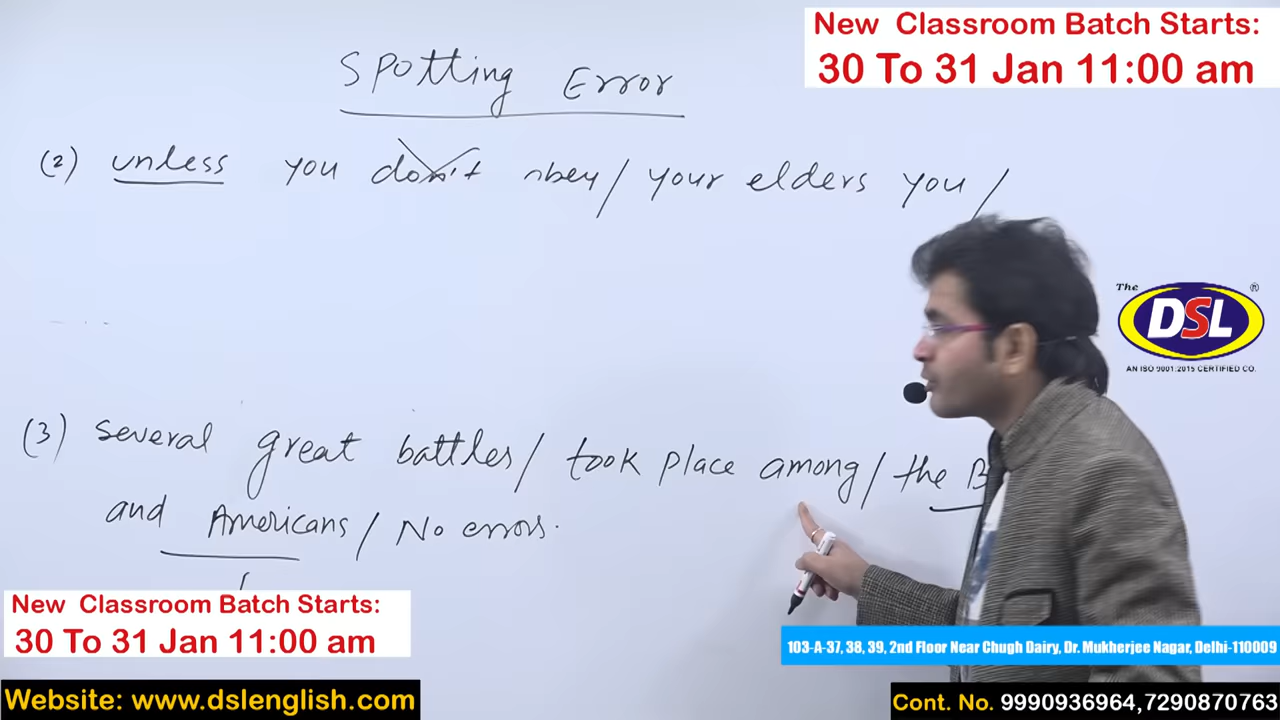 New Classroom Batch Starts:
30 To 31 Jan 11:00 am
Spotting Error
(2) unless you don't obey / your elders you /
The DSL ®
AN ISO 9001:2015 CERTIFIED CO.
(3) several great battles / took place among / the B
and Americans / No errors.
New Classroom Batch Starts:
30 To 31 Jan 11:00 am
103-A-37, 38, 39, 2nd Floor Near Chugh Dairy, Dr. Mukherjee Nagar, Delhi-110009
Website: www.dslenglish.com
Cont. No. 9990936964,7290870763